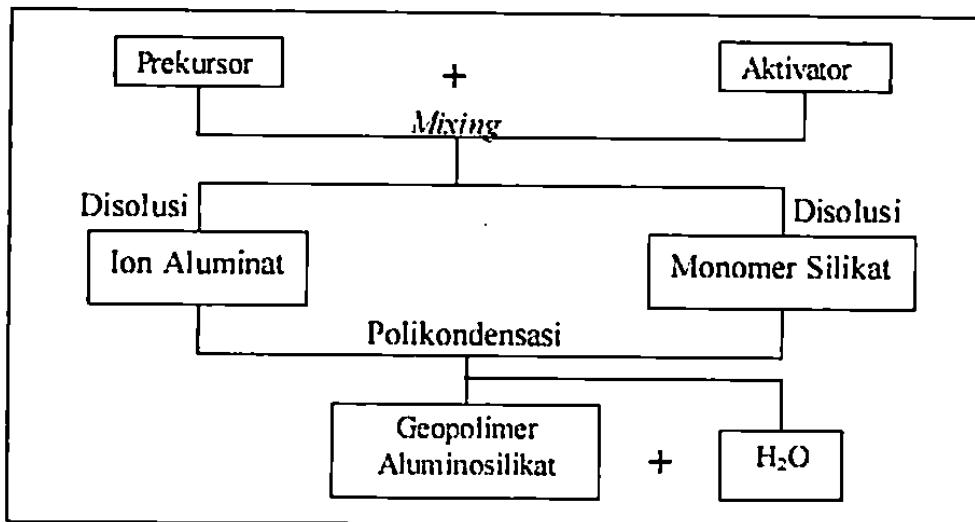 Prekursor + Aktivator
Mixing
Disolusi Disolusi
Ion Aluminat Monomer Silikat
Polikondensasi
Geopolimer
Aluminosilikat + H₂O